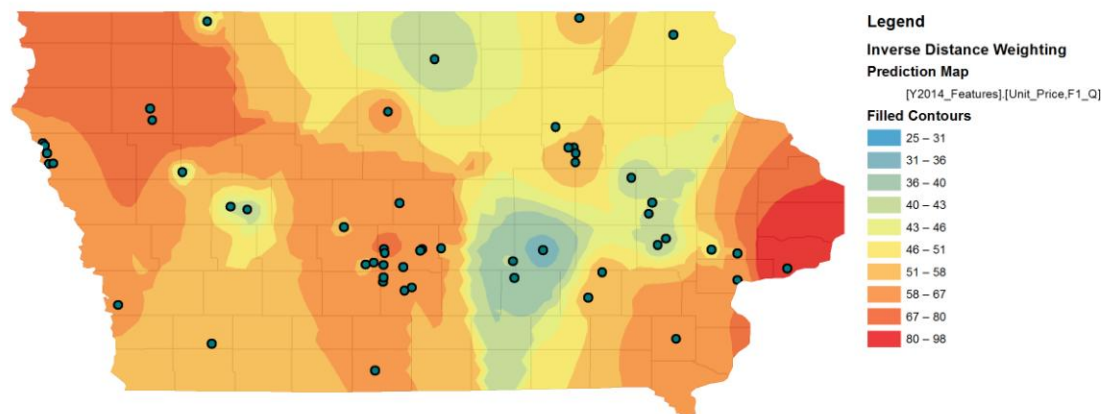 Legend
Inverse Distance Weighting
Prediction Map
[Y2014_Features].[Unit_Price,F1_Q]
Filled Contours
25 – 31
31 – 36
36 – 40
40 – 43
43 – 46
46 – 51
51 – 58
58 – 67
67 – 80
80 – 98